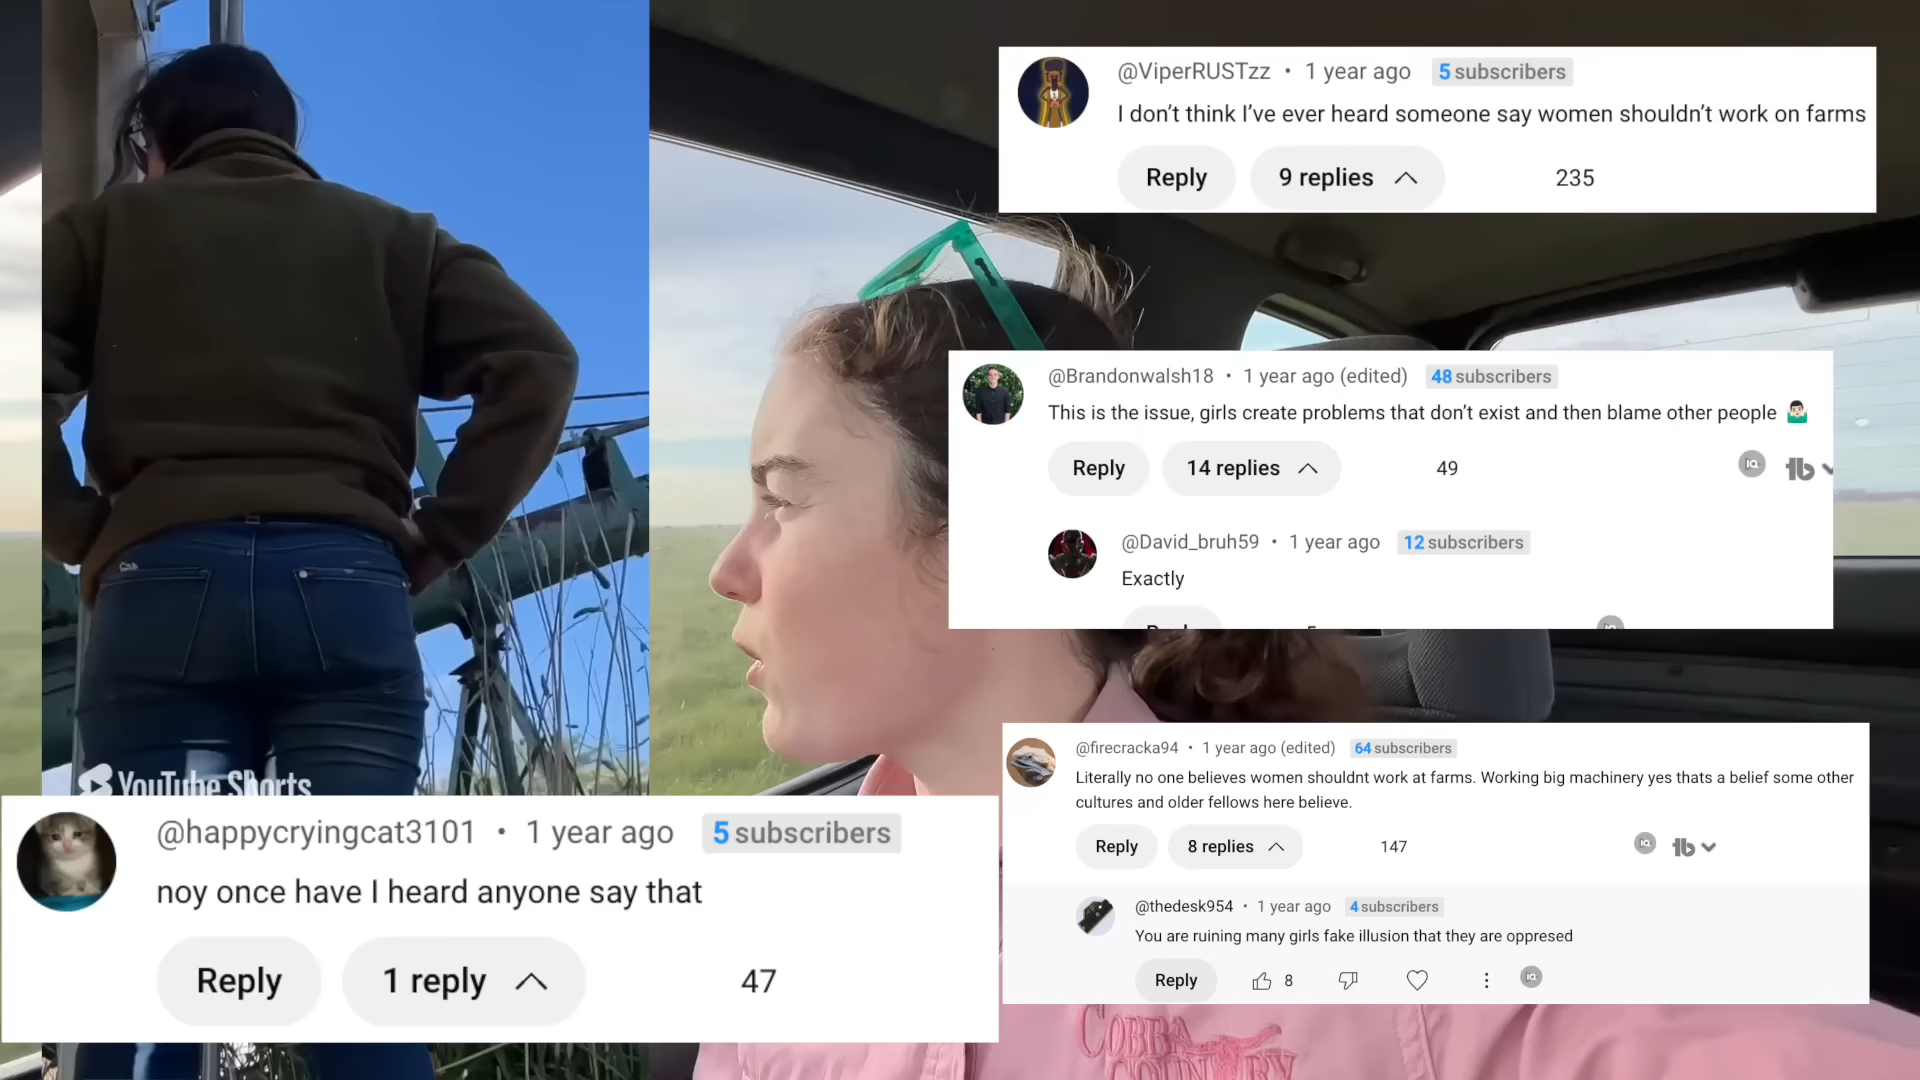 @ViperRUSTzz • 1 year ago 5 subscribers
I don’t think I’ve ever heard someone say women shouldn’t work on farms
Reply 9 replies 235
@Brandonwalsh18 • 1 year ago (edited) 48 subscribers
This is the issue, girls create problems that don’t exist and then blame other people 🤷🏻‍♂️
Reply 14 replies 49
@David_bruh59 • 1 year ago 12 subscribers
Exactly
@firecracka94 • 1 year ago (edited) 64 subscribers
Literally no one believes women shouldnt work at farms. Working big machinery yes thats a belief some other
cultures and older fellows here believe.
Reply 8 replies 147
@thedesk954 • 1 year ago 4 subscribers
You are ruining many girls fake illusion that they are oppresed
Reply 8
YouTube Shorts
@happycryingcat3101 • 1 year ago 5 subscribers
noy once have I heard anyone say that
Reply 1 reply 47
COBBA
COUNTRY